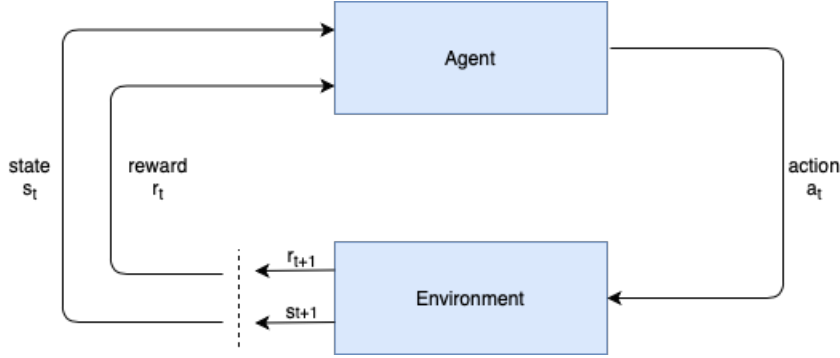 Agent
state
sₜ
reward
rₜ
action
aₜ
rₜ₊₁
Environment
st+1